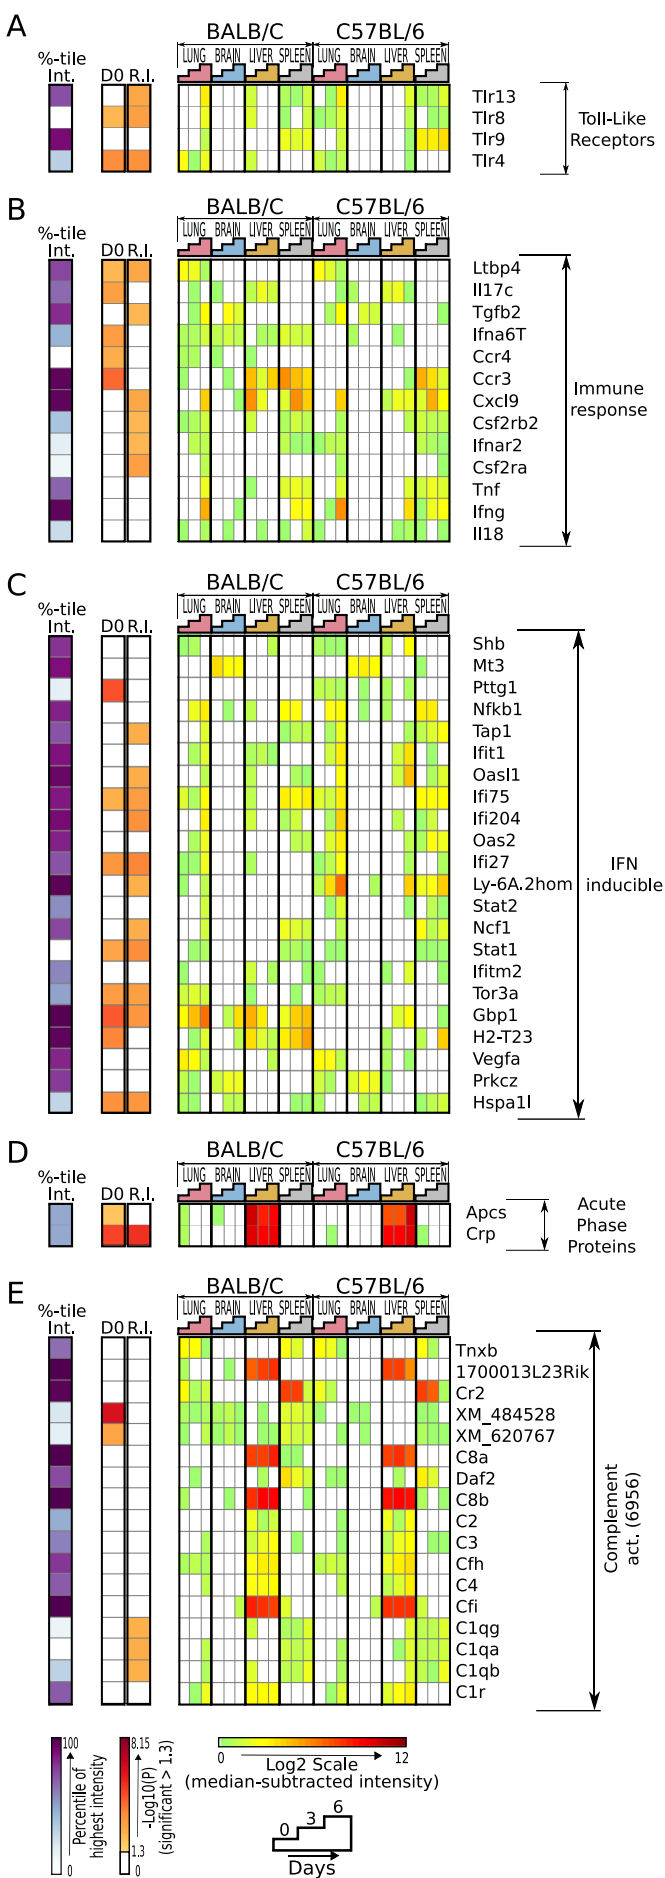 A
BALB/C C57BL/6
%-tile
Int. D0 R.I. LUNG BRAIN LIVER SPLEEN LUNG BRAIN LIVER SPLEEN
Tlr13
Tlr8
Tlr9
Tlr4
Toll-Like
Receptors
B
BALB/C C57BL/6
%-tile
Int. D0 R.I. LUNG BRAIN LIVER SPLEEN LUNG BRAIN LIVER SPLEEN
Ltbp4
Il17c
Tgfb2
Ifna6T
Ccr4
Ccr3
Cxcl9
Csf2rb2
Ifnar2
Csf2ra
Tnf
Ifng
Il18
Immune
response
C
BALB/C C57BL/6
%-tile
Int. D0 R.I. LUNG BRAIN LIVER SPLEEN LUNG BRAIN LIVER SPLEEN
Shb
Mt3
Pttg1
Nfkb1
Tap1
Ifit1
Oasl1
Ifi75
Ifi204
Oas2
Ifi27
Ly-6A.2hom
Stat2
Ncf1
Stat1
Ifitm2
Tor3a
Gbp1
H2-T23
Vegfa
Prkcz
Hspa1l
IFN
inducible
D
BALB/C C57BL/6
%-tile
Int. D0 R.I. LUNG BRAIN LIVER SPLEEN LUNG BRAIN LIVER SPLEEN
Apcs
Crp
Acute
Phase
Proteins
E
BALB/C C57BL/6
%-tile
Int. D0 R.I. LUNG BRAIN LIVER SPLEEN LUNG BRAIN LIVER SPLEEN
Tnxb
1700013L23Rik
Cr2
XM_484528
XM_620767
C8a
Daf2
C8b
C2
C3
Cfh
C4
Cfi
C1qg
C1qa
C1qb
C1r
Complement
act. (6956)
100
0
Percentile of
highest intensity
8.15
1.3
0
-Log10(P)
(significant > 1.3)
0 12
Log2 Scale
(median-subtracted intensity)
0 3 6
Days